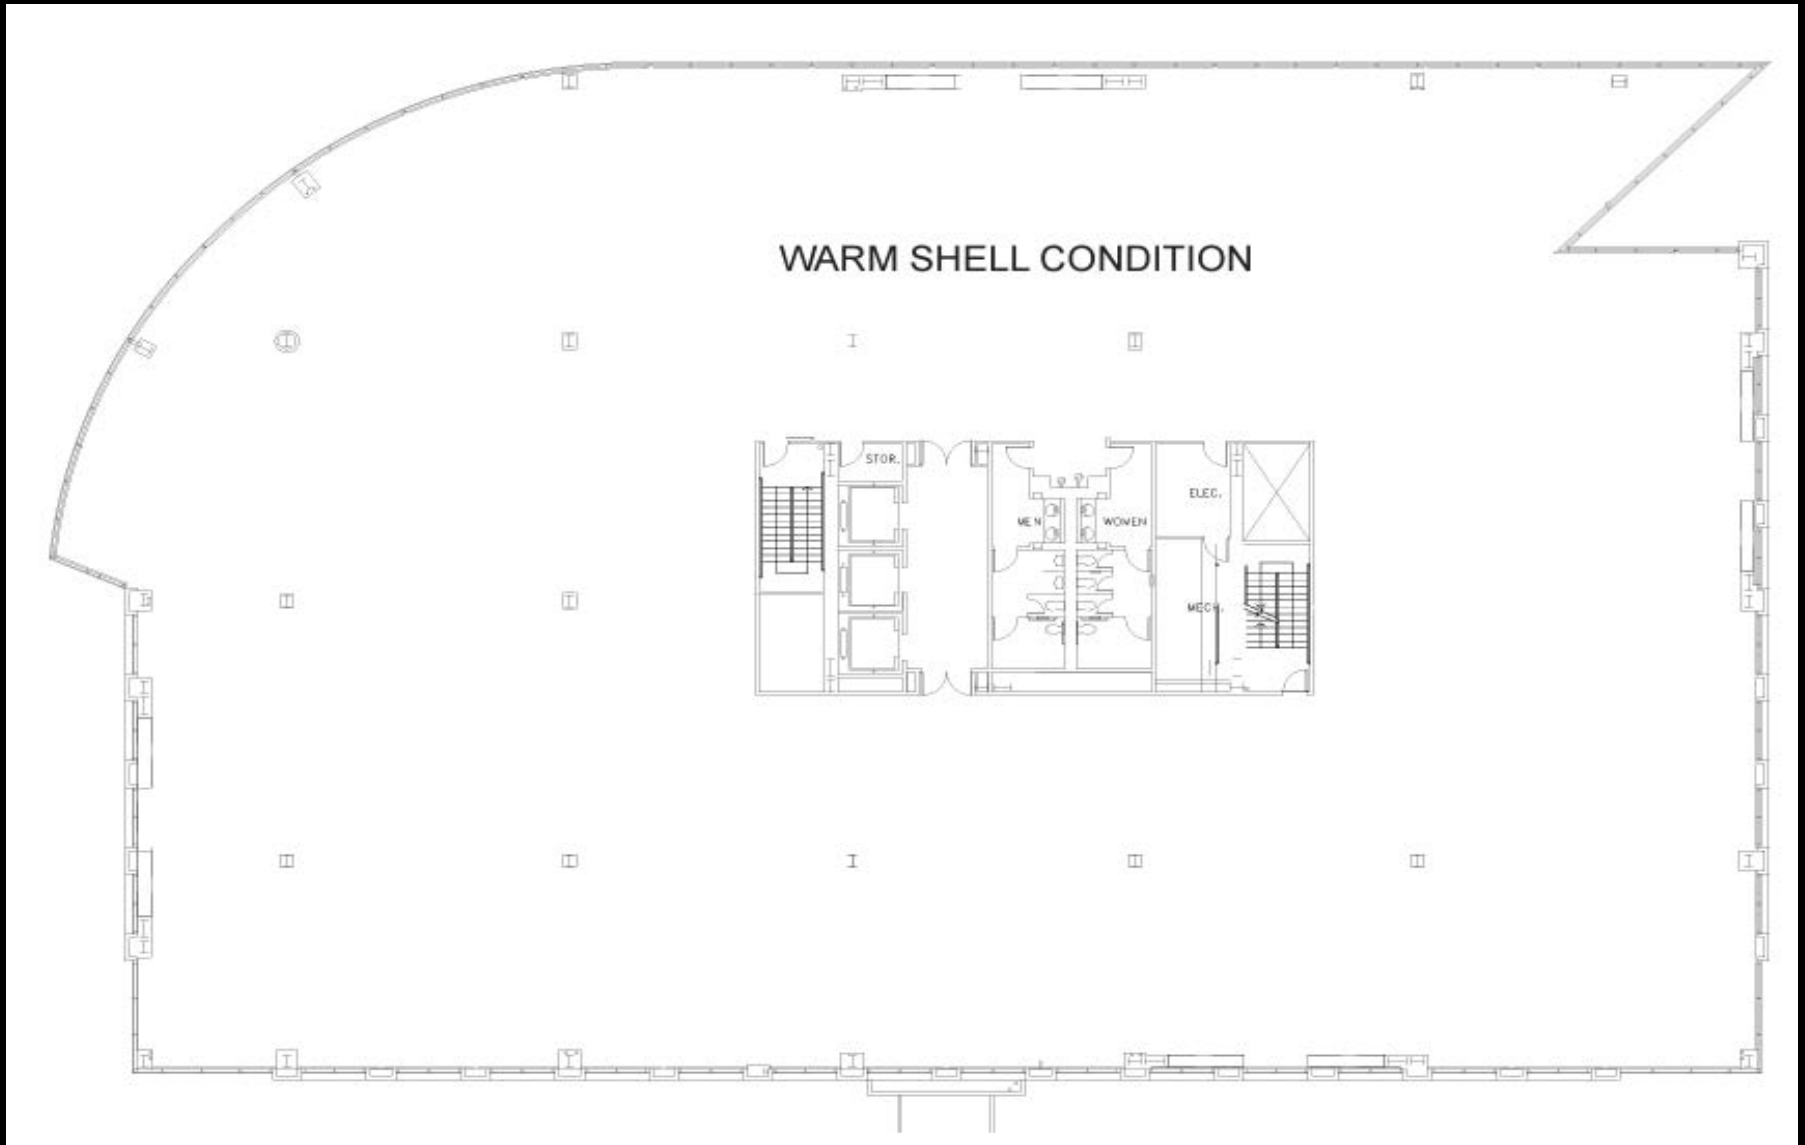 WARM SHELL CONDITION
STOR.
ELEC.
MEN
WOMEN
MECH.